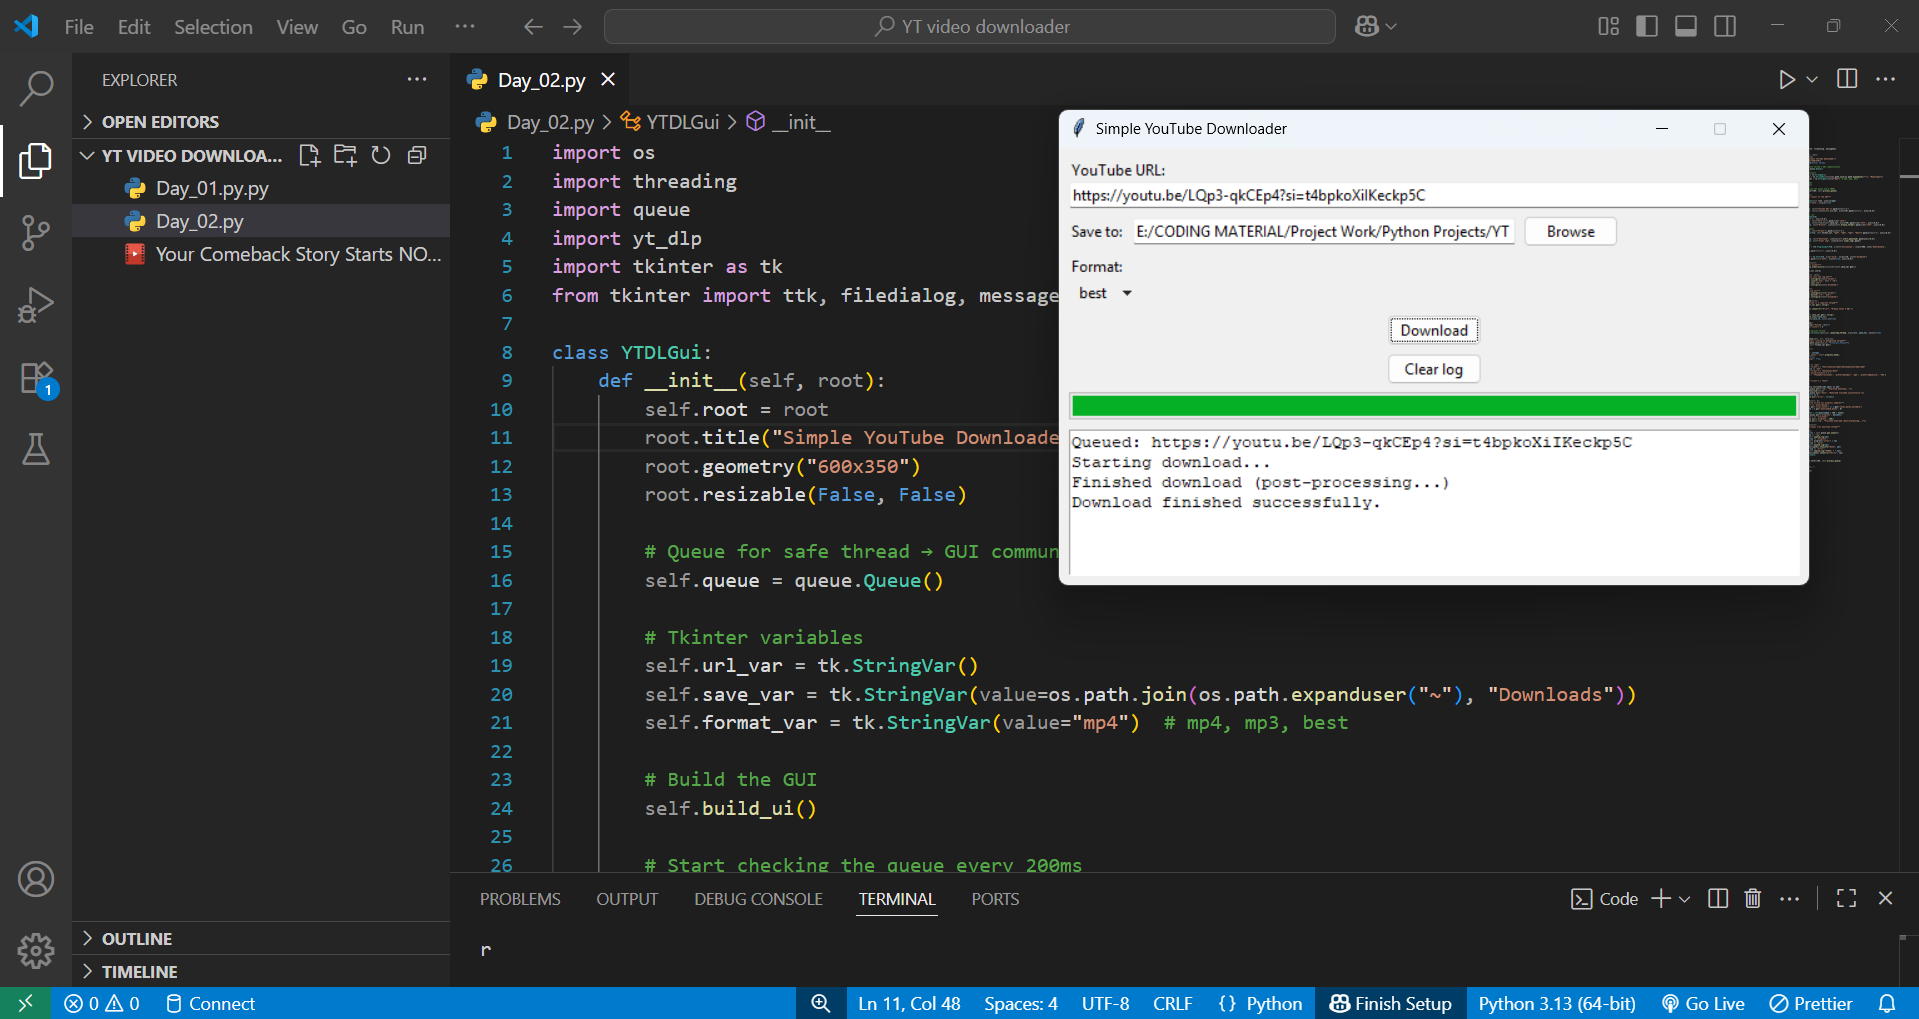 File Edit Selection View Go Run ···
YT video downloader
EXPLORER
OPEN EDITORS
YT VIDEO DOWNLOA...
Day_01.py.py
Day_02.py
Your Comeback Story Starts NO...
OUTLINE
TIMELINE
Day_02.py
Day_02.py > YTDLGui > __init__
1 import os
2 import threading
3 import queue
4 import yt_dlp
5 import tkinter as tk
6 from tkinter import ttk, filedialog, message
7
8 class YTDLGui:
9 def __init__(self, root):
10 self.root = root
11 root.title("Simple YouTube Downloade
12 root.geometry("600x350")
13 root.resizable(False, False)
14
15 # Queue for safe thread → GUI commun
16 self.queue = queue.Queue()
17
18 # Tkinter variables
19 self.url_var = tk.StringVar()
20 self.save_var = tk.StringVar(value=os.path.join(os.path.expanduser("~"), "Downloads"))
21 self.format_var = tk.StringVar(value="mp4") # mp4, mp3, best
22
23 # Build the GUI
24 self.build_ui()
25
26 # Start checking the queue every 200ms
Simple YouTube Downloader
YouTube URL:
https://youtu.be/LQp3-qkCEp4?si=t4bpkoXiIKeckp5C
Save to: E:/CODING MATERIAL/Project Work/Python Projects/YT Browse
Format:
best
Download
Clear log
Queued: https://youtu.be/LQp3-qkCEp4?si=t4bpkoXiIKeckp5C
Starting download...
Finished download (post-processing...)
Download finished successfully.
PROBLEMS OUTPUT DEBUG CONSOLE TERMINAL PORTS
Code
r
1
0 0 Connect
Ln 11, Col 48 Spaces: 4 UTF-8 CRLF {} Python Finish Setup Python 3.13 (64-bit) Go Live Prettier